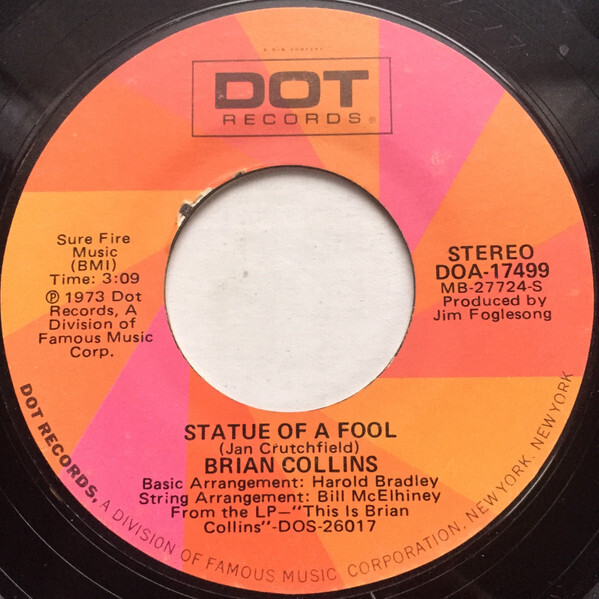 A G+W COMPANY
DOT
RECORDS®
Sure Fire
Music
(BMI)
Time: 3:09
℗ 1973 Dot
Records, A
Division of
Famous Music
Corp.
STEREO
DOA-17499
MB-27724-S
Produced by
Jim Foglesong
STATUE OF A FOOL
(Jan Crutchfield)
BRIAN COLLINS
Basic Arrangement: Harold Bradley
String Arrangement: Bill McElhiney
From the LP—"This Is Brian
Collins"-DOS-26017
DOT RECORDS, A DIVISION OF FAMOUS MUSIC CORPORATION, NEW YORK, NEW YORK